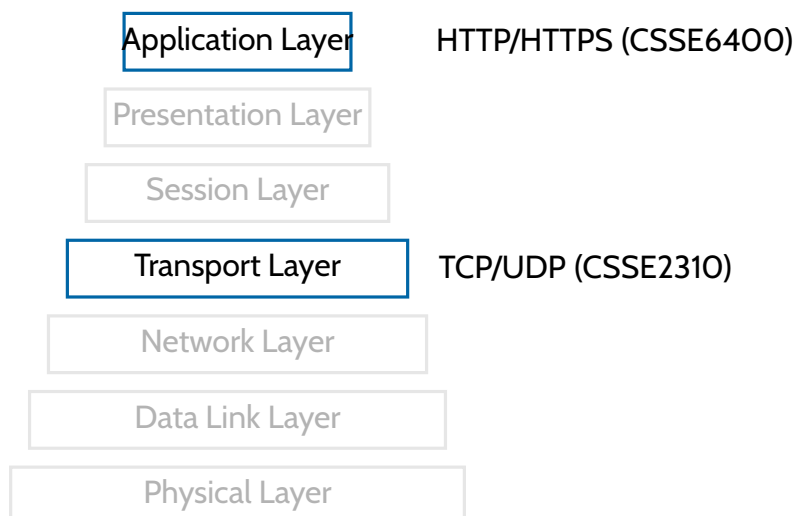 Application Layer HTTP/HTTPS (CSSE6400)
Presentation Layer
Session Layer
Transport Layer TCP/UDP (CSSE2310)
Network Layer
Data Link Layer
Physical Layer